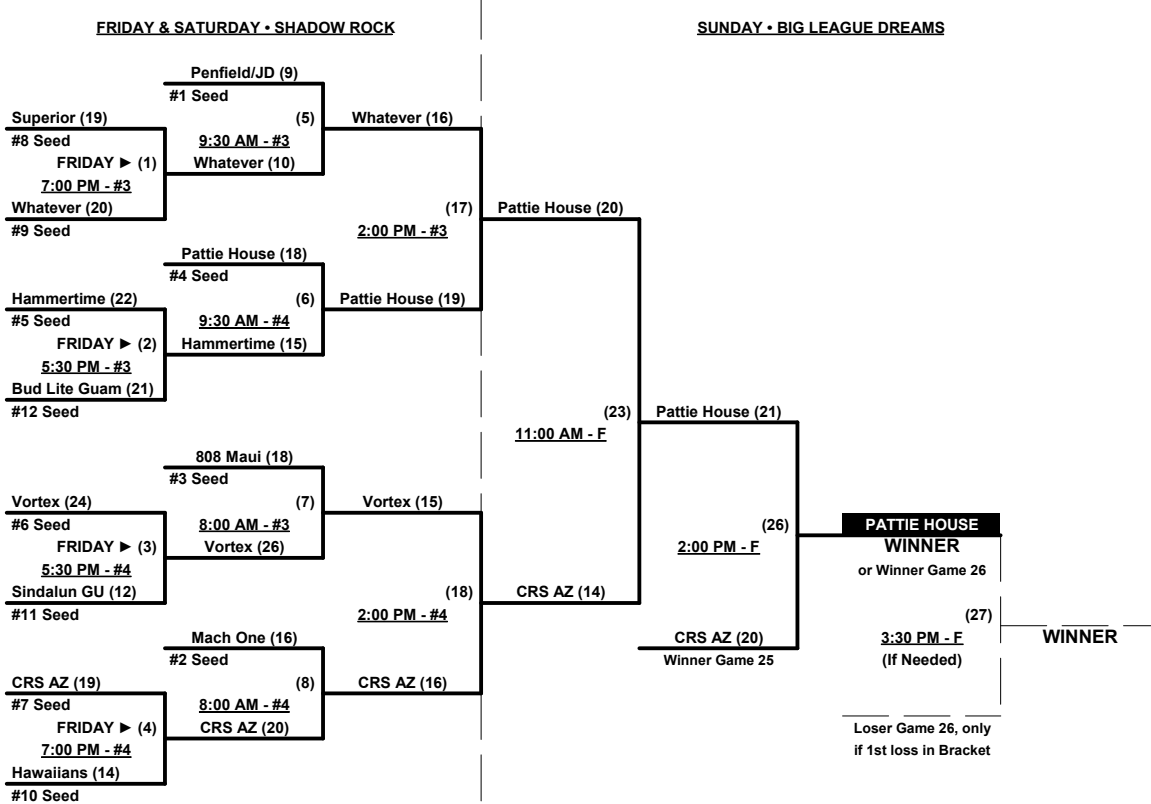 FRIDAY & SATURDAY • SHADOW ROCK
SUNDAY • BIG LEAGUE DREAMS
Penfield/JD (9)
#1 Seed
Superior (19)
(5)
Whatever (16)
#8 Seed
9:30 AM - #3
FRIDAY ► (1)
Whatever (10)
7:00 PM - #3
Whatever (20)
(17)
Pattie House (20)
#9 Seed
2:00 PM - #3
Pattie House (18)
#4 Seed
Hammertime (22)
(6)
Pattie House (19)
#5 Seed
9:30 AM - #4
FRIDAY ► (2)
Hammertime (15)
5:30 PM - #3
Bud Lite Guam (21)
#12 Seed
(23)
Pattie House (21)
11:00 AM - F
808 Maui (18)
#3 Seed
Vortex (24)
(7)
Vortex (15)
#6 Seed
8:00 AM - #3
(26)
PATTIE HOUSE
FRIDAY ► (3)
Vortex (26)
2:00 PM - F
WINNER
5:30 PM - #4
or Winner Game 26
Sindalun GU (12)
(18)
CRS AZ (14)
#11 Seed
2:00 PM - #4
(27)
Mach One (16)
CRS AZ (20)
3:30 PM - F
WINNER
#2 Seed
Winner Game 25
(If Needed)
CRS AZ (19)
(8)
CRS AZ (16)
#7 Seed
8:00 AM - #4
FRIDAY ► (4)
CRS AZ (20)
Loser Game 26, only
7:00 PM - #4
if 1st loss in Bracket
Hawaiians (14)
#10 Seed